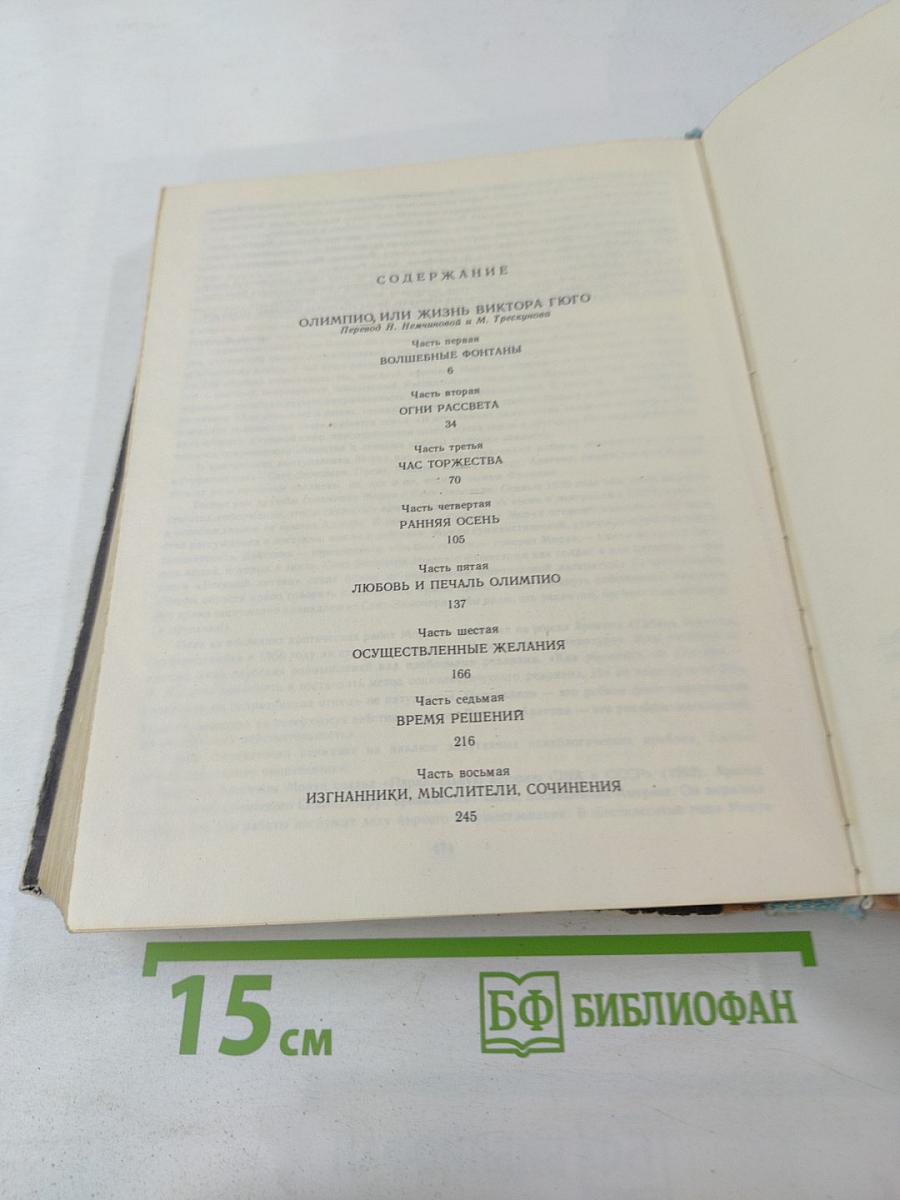 СОДЕРЖАНИЕ
ОЛИМПИО, ИЛИ ЖИЗНЬ ВИКТОРА ГЮГО
Перевод Н. Немчиновой и М. Трескунова
Часть первая
ВОЛШЕБНЫЕ ФОНТАНЫ
6
Часть вторая
ОГНИ РАССВЕТА
34
Часть третья
ЧАС ТОРЖЕСТВА
70
Часть четвертая
РАННЯЯ ОСЕНЬ
105
Часть пятая
ЛЮБОВЬ И ПЕЧАЛЬ ОЛИМПИО
137
Часть шестая
ОСУЩЕСТВЛЕННЫЕ ЖЕЛАНИЯ
166
Часть седьмая
ВРЕМЯ РЕШЕНИЙ
216
Часть восьмая
ИЗГНАННИКИ, МЫСЛИТЕЛИ, СОЧИНЕНИЯ
245
15 см
БФ БИБЛИОФАН